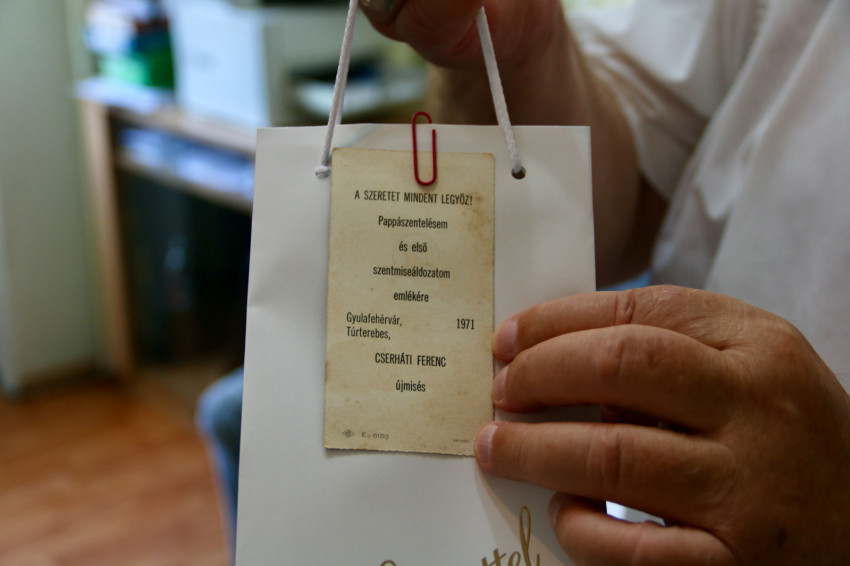 A SZERETET MINDENT LEGYŐZ!
Pappászentelésem
és első
szentmiseáldozatom
emlékére
Gyulafehérvár, 1971
Túrterebes,
CSERHÁTI FERENC
újmisés